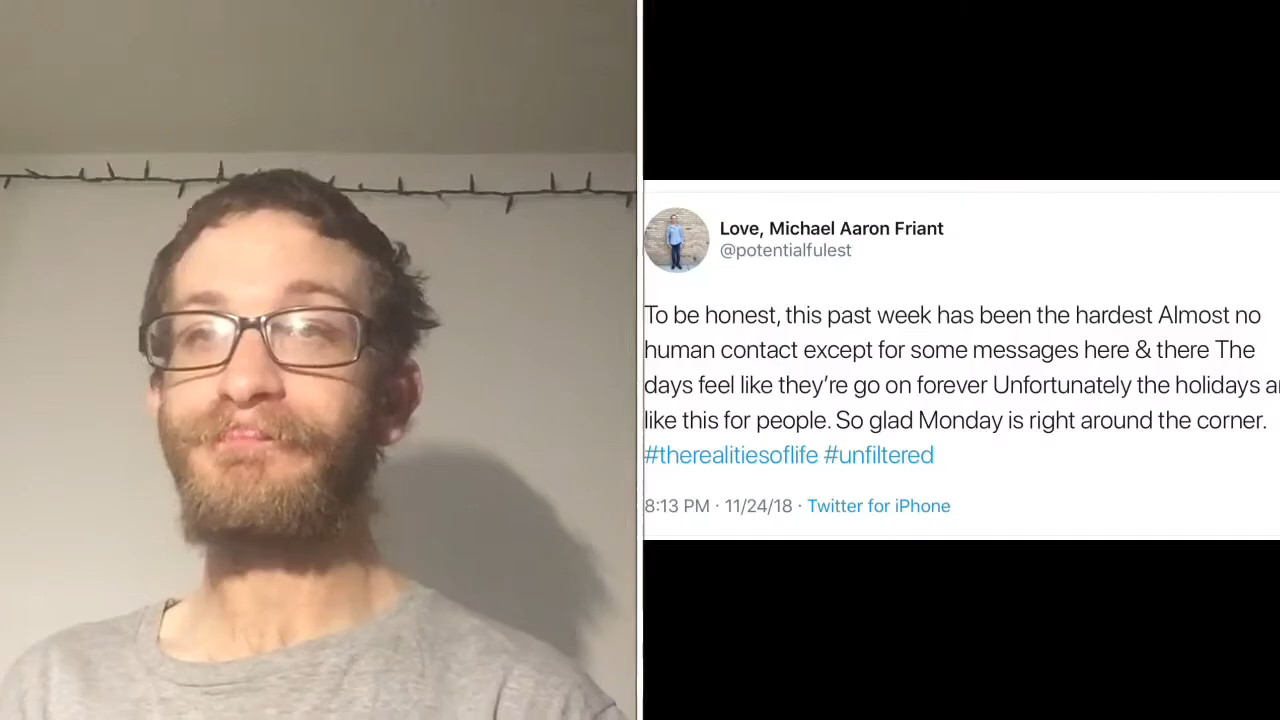 Love, Michael Aaron Friant
@potentialfulest
To be honest, this past week has been the hardest Almost no
human contact except for some messages here & there The
days feel like they're go on forever Unfortunately the holidays
like this for people. So glad Monday is right around the corner.
#therealitiesoflife #unfiltered
8:13 PM · 11/24/18 · Twitter for iPhone